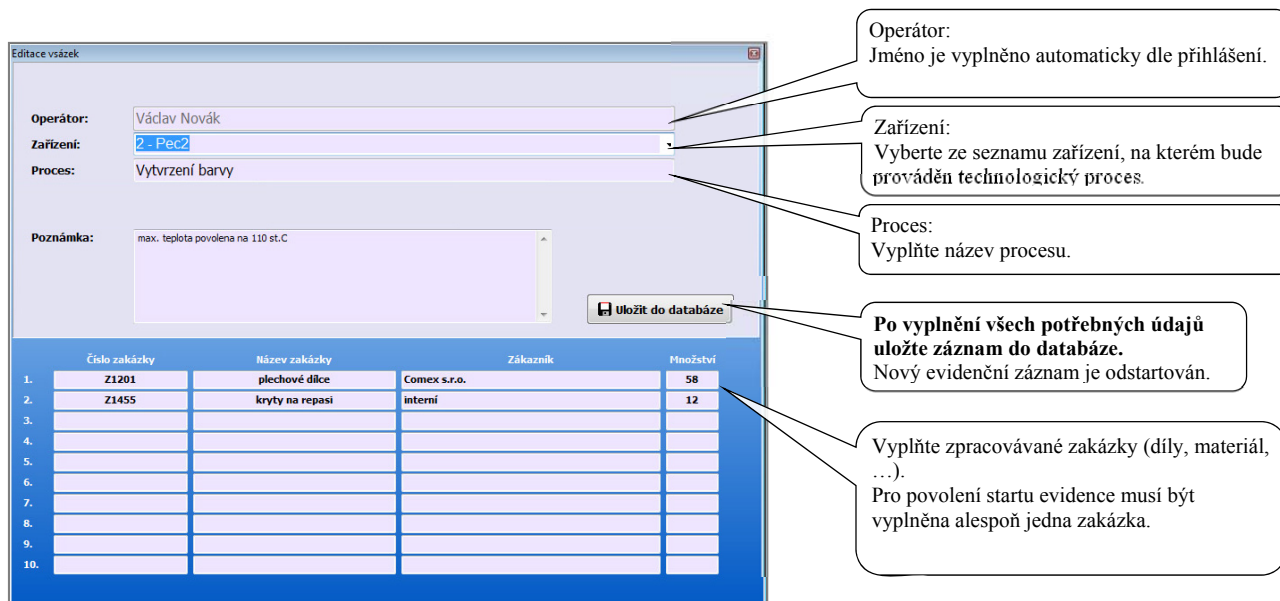 Editace vsázek
Operátor: Václav Novák
Zařízení: 2 - Pec2
Proces: Vytvrzení barvy
Poznámka: max. teplota povolena na 110 st.C
Uložit do databáze
Číslo zakázky Název zakázky Zákazník Množství
1. Z1201 plechové dílce Comex s.r.o. 58
2. Z1455 kryty na repasi interní 12
3.
4.
5.
6.
7.
8.
9.
10.
Operátor:
Jméno je vyplněno automaticky dle přihlášení.
Zařízení:
Vyberte ze seznamu zařízení, na kterém bude
prováděn technologický proces.
Proces:
Vyplňte název procesu.
Po vyplnění všech potřebných údajů
uložte záznam do databáze.
Nový evidenční záznam je odstartován.
Vyplňte zpracovávané zakázky (díly, materiál,
…).
Pro povolení startu evidence musí být
vyplněna alespoň jedna zakázka.